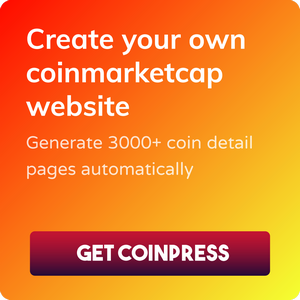 Create your own
coinmarketcap
website
Generate 3000+ coin detail
pages automatically
GET COINPRESS